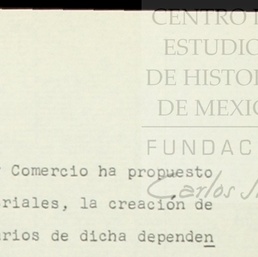 CENTRO
ESTUDIO
DE HISTOR
DE MEXIC
FUNDAC
Carlos
Comercio ha propuesto
riales, la creación de
rios de dicha dependen